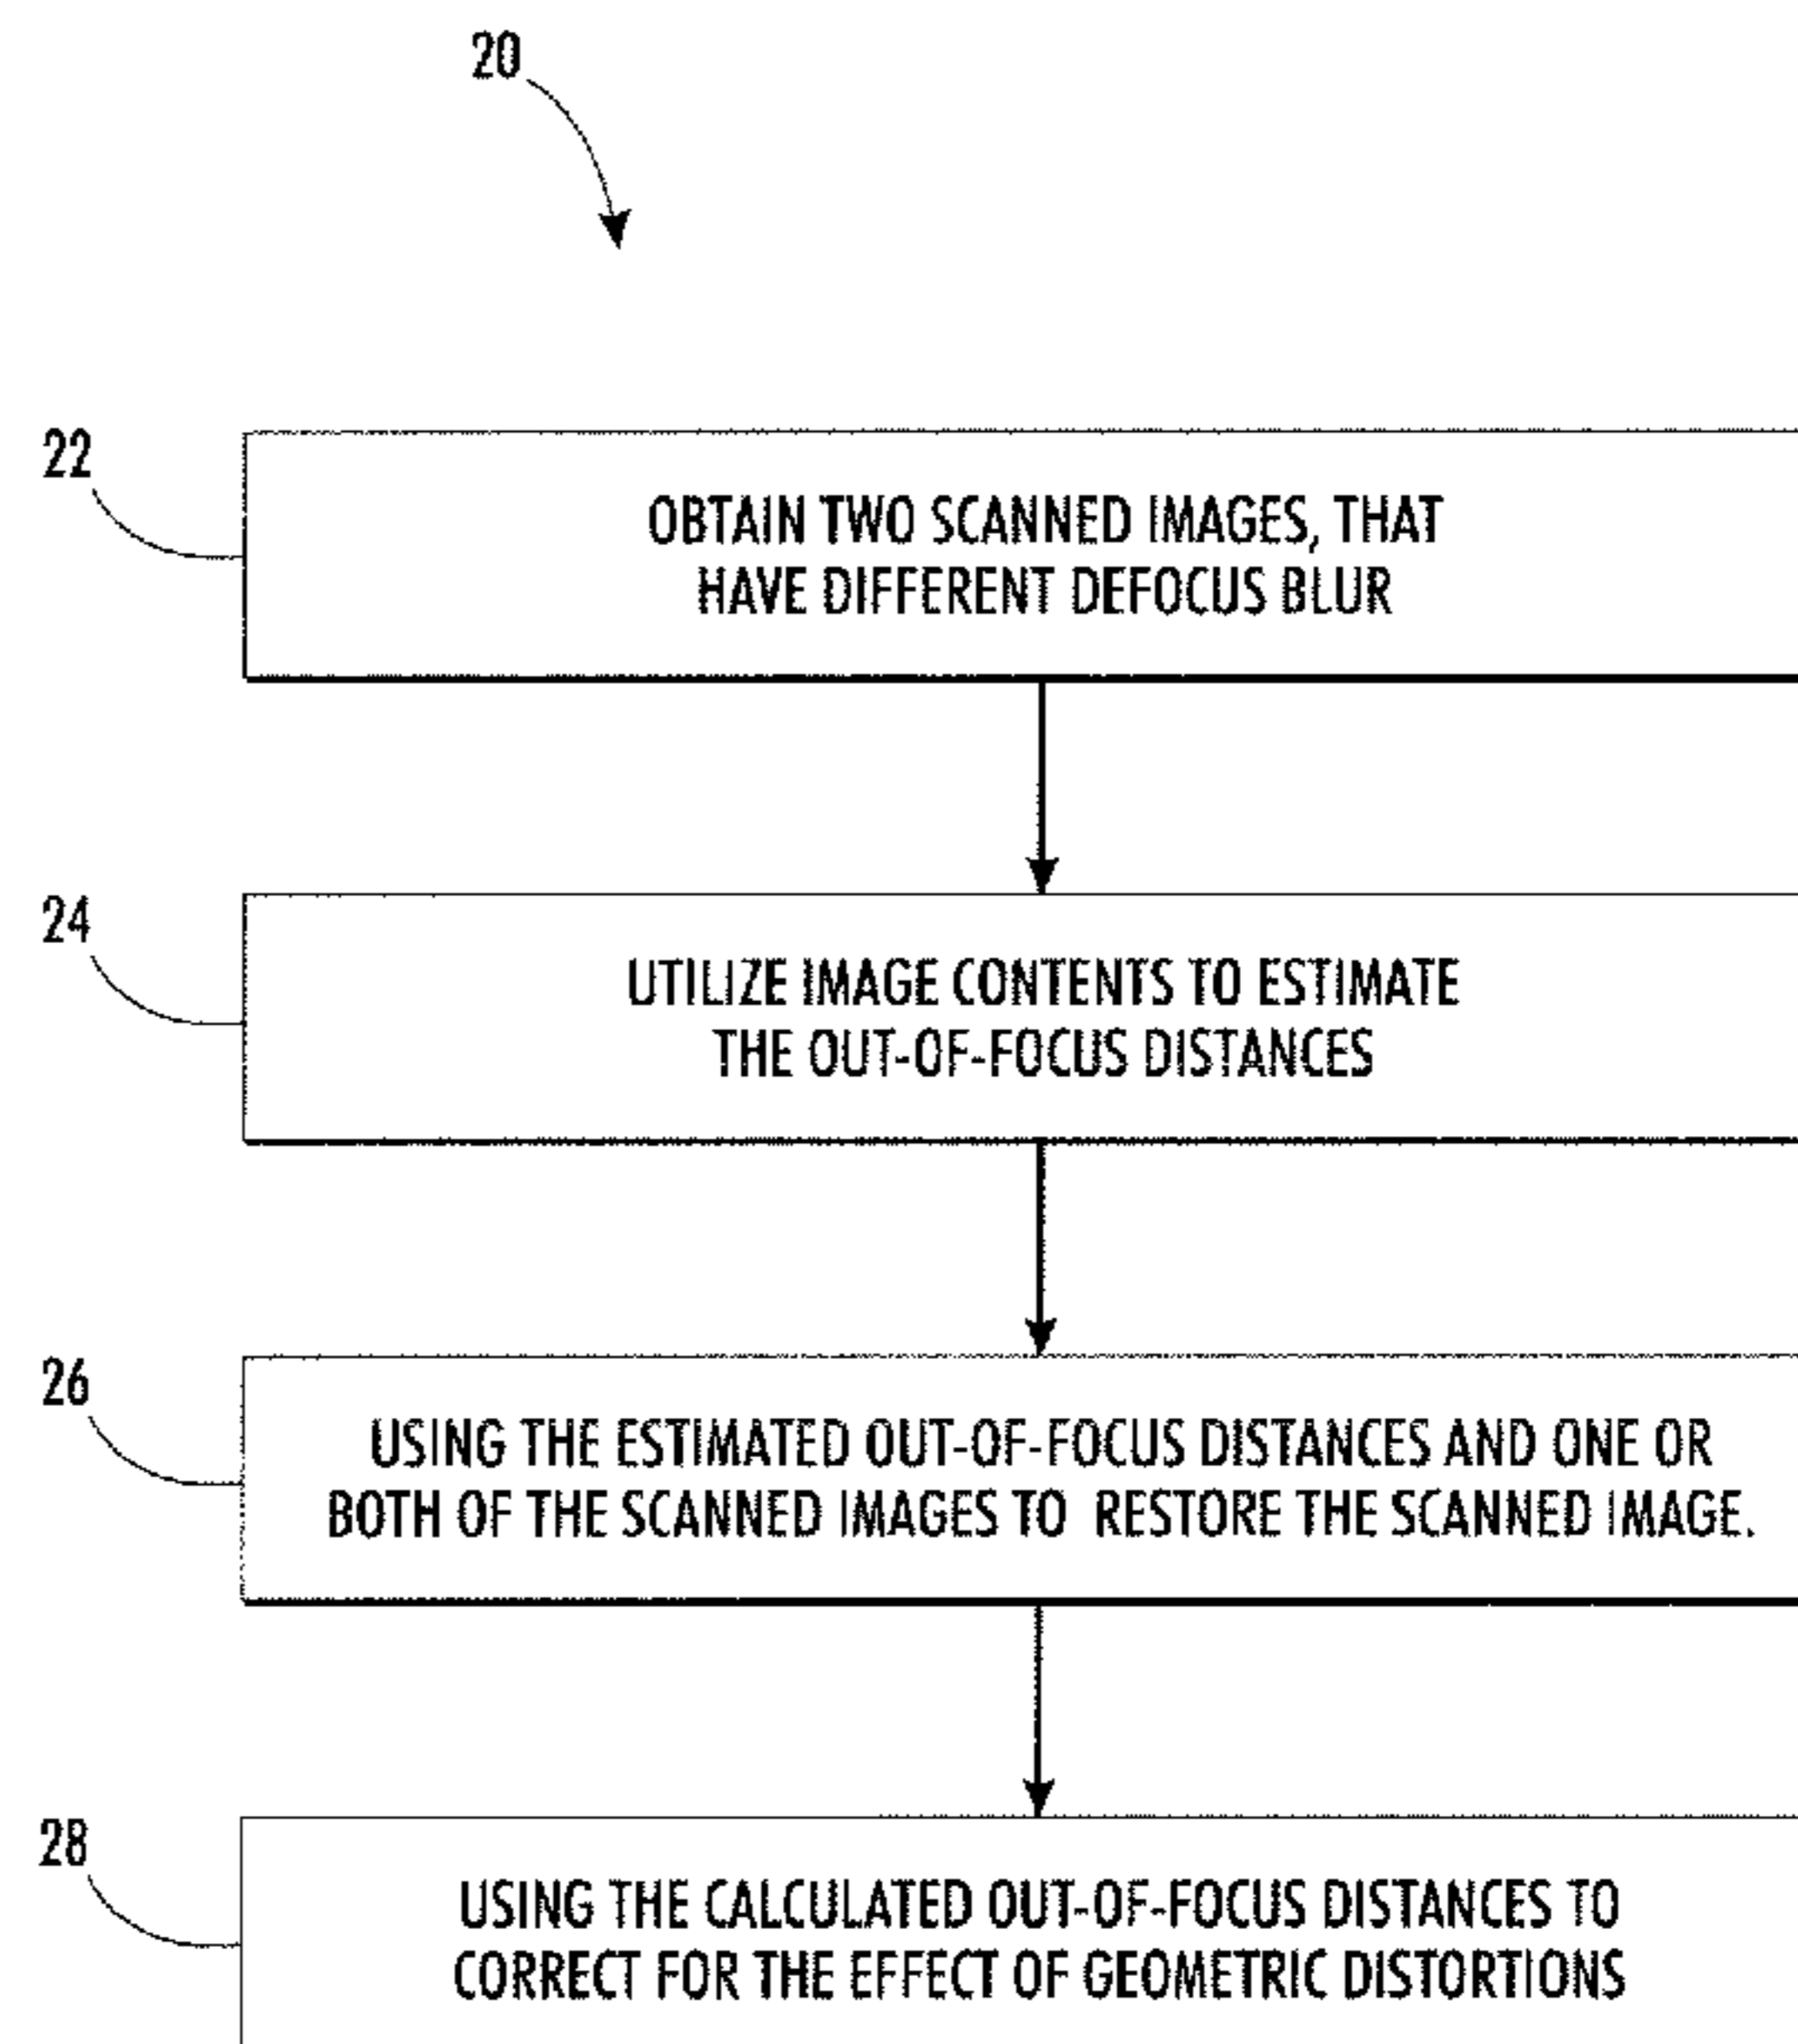 20
22
OBTAIN TWO SCANNED IMAGES, THAT
HAVE DIFFERENT DEFOCUS BLUR
24
UTILIZE IMAGE CONTENTS TO ESTIMATE
THE OUT-OF-FOCUS DISTANCES
26
USING THE ESTIMATED OUT-OF-FOCUS DISTANCES AND ONE OR
BOTH OF THE SCANNED IMAGES TO RESTORE THE SCANNED IMAGE.
28
USING THE CALCULATED OUT-OF-FOCUS DISTANCES TO
CORRECT FOR THE EFFECT OF GEOMETRIC DISTORTIONS